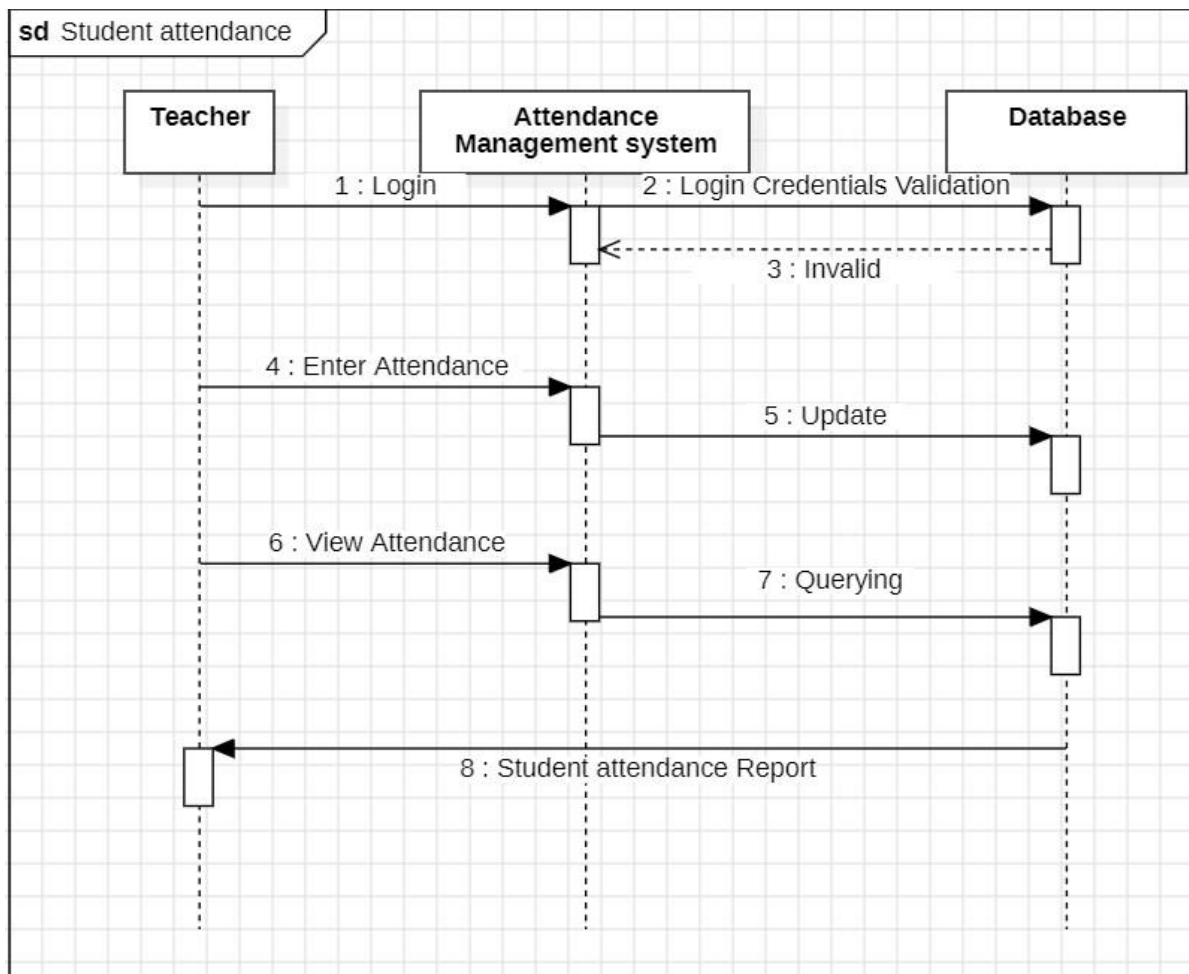 sd Student attendance
Teacher
Attendance
Management system
Database
1 : Login
2 : Login Credentials Validation
3 : Invalid
4 : Enter Attendance
5 : Update
6 : View Attendance
7 : Querying
8 : Student attendance Report